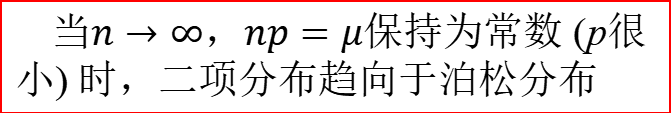 当n → ∞，np = μ保持为常数 (p很
小) 时，二项分布趋向于泊松分布